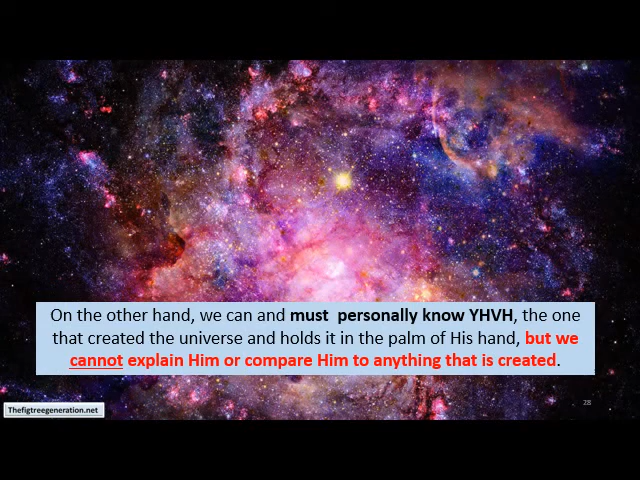 On the other hand, we can and must  personally know YHVH, the one
that created the universe and holds it in the palm of His hand, but we
cannot explain Him or compare Him to anything that is created.
28
Thefigtreegeneration.net